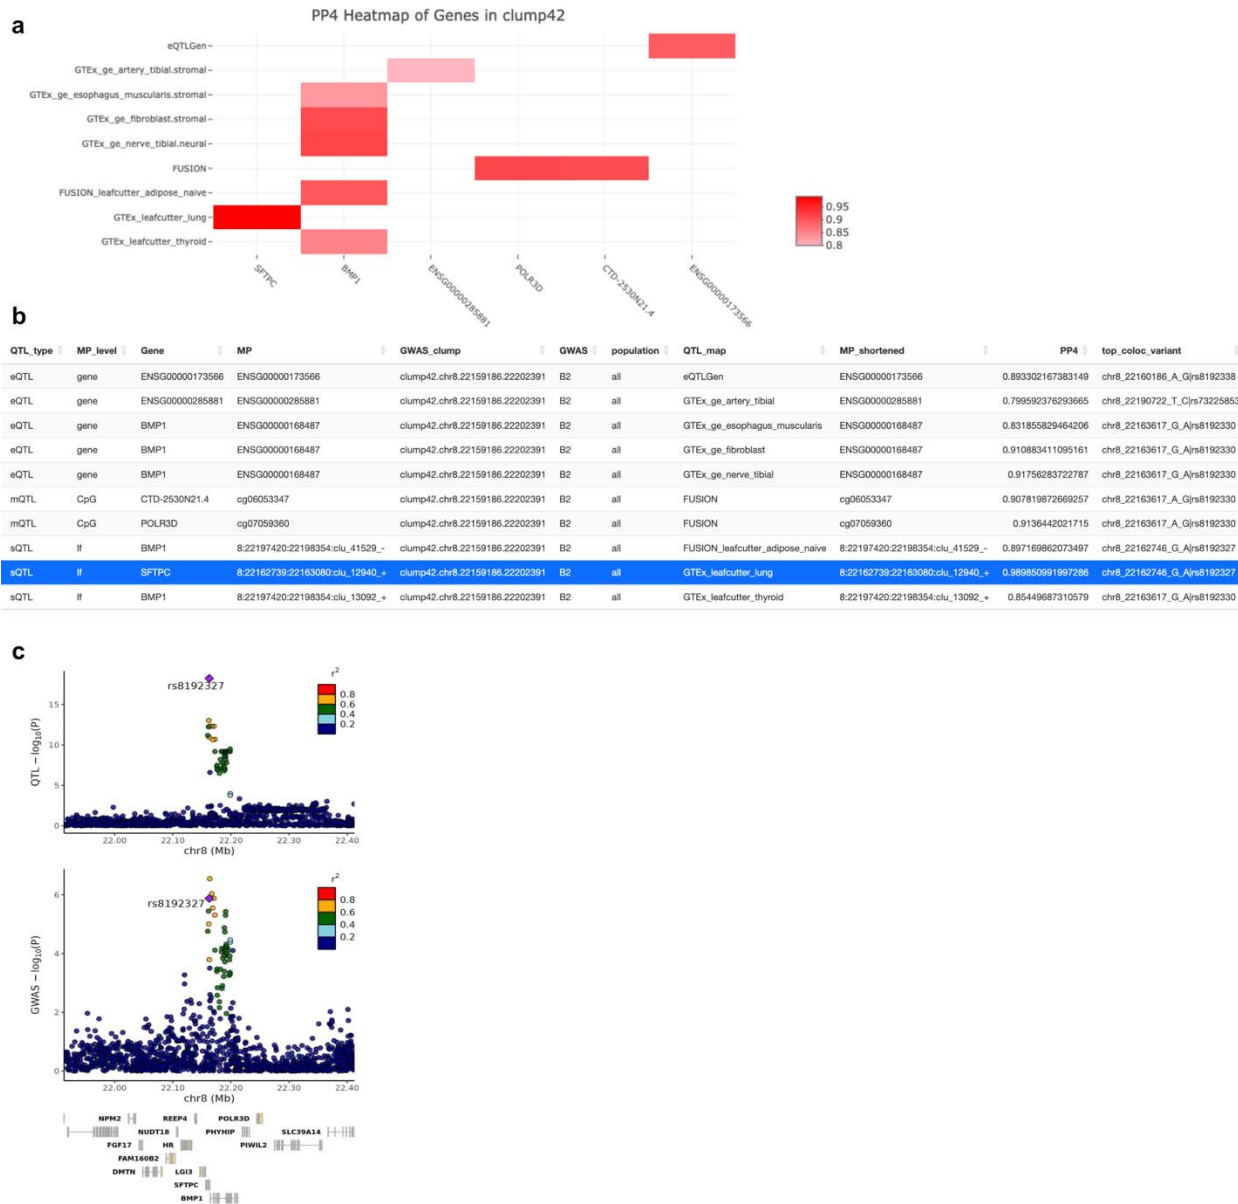 a
PP4 Heatmap of Genes in clump42
eQTLGen
GTEx_ge_artery_tibial.stromal
GTEx_ge_esophagus_muscularis.stromal
GTEx_ge_fibroblast.stromal
GTEx_ge_nerve_tibial.neural
FUSION
FUSION_leafcutter_adipose_naive
GTEx_leafcutter_lung
GTEx_leafcutter_thyroid
0.95
0.9
0.85
0.8
SFTPC BMP1 ENSG00000285881 POLR3D CTD-2530N21.4 ENSG00000173566
b
QTL_type MP_level Gene MP GWAS_clump GWAS population QTL_map MP_shortened PP4 top_coloc_variant
eQTL gene ENSG00000173566 ENSG00000173566 clump42.chr8.22159186.22202391 B2 all eQTLGen ENSG00000173566 0.893302167383149 chr8_22160186_A_G|rs8192338
eQTL gene ENSG00000285881 ENSG00000285881 clump42.chr8.22159186.22202391 B2 all GTEx_ge_artery_tibial ENSG00000285881 0.799592376293665 chr8_22190722_T_C|rs73225853
eQTL gene BMP1 ENSG00000168487 clump42.chr8.22159186.22202391 B2 all GTEx_ge_esophagus_muscularis ENSG00000168487 0.831855829464206 chr8_22163617_G_A|rs8192330
eQTL gene BMP1 ENSG00000168487 clump42.chr8.22159186.22202391 B2 all GTEx_ge_fibroblast ENSG00000168487 0.910883411095161 chr8_22163617_G_A|rs8192330
eQTL gene BMP1 ENSG00000168487 clump42.chr8.22159186.22202391 B2 all GTEx_ge_nerve_tibial ENSG00000168487 0.91756283722787 chr8_22163617_G_A|rs8192330
mQTL CpG CTD-2530N21.4 cg06053347 clump42.chr8.22159186.22202391 B2 all FUSION cg06053347 0.907819872669257 chr8_22163617_A_G|rs8192330
mQTL CpG POLR3D cg07059360 clump42.chr8.22159186.22202391 B2 all FUSION cg07059360 0.9136442021715 chr8_22163617_A_G|rs8192330
sQTL lf BMP1 8:22197420:22198354:clu_41529_- clump42.chr8.22159186.22202391 B2 all FUSION_leafcutter_adipose_naive 8:22197420:22198354:clu_41529_- 0.897169862073497 chr8_22162746_G_A|rs8192327
sQTL lf SFTPC 8:22162739:22163080:clu_12940_+ clump42.chr8.22159186.22202391 B2 all GTEx_leafcutter_lung 8:22162739:22163080:clu_12940_+ 0.989850991997286 chr8_22162746_G_A|rs8192327
sQTL lf BMP1 8:22197420:22198354:clu_13092_+ clump42.chr8.22159186.22202391 B2 all GTEx_leafcutter_thyroid 8:22197420:22198354:clu_13092_+ 0.85449687310579 chr8_22163617_G_A|rs8192330
c
r²
0.8
0.6
0.4
0.2
rs8192327
QTL − log₁₀(P)
15
10
5
0
22.00 22.10 22.20 22.30 22.40
chr8 (Mb)
r²
0.8
0.6
0.4
0.2
rs8192327
GWAS − log₁₀(P)
6
4
2
0
22.00 22.10 22.20 22.30 22.40
chr8 (Mb)
NPM2 REEP4 POLR3D
NUDT18 PHYHIP SLC39A14
FGF17 HR PIWIL2
FAM160B2
DMTN LGI3
SFTPC
BMP1